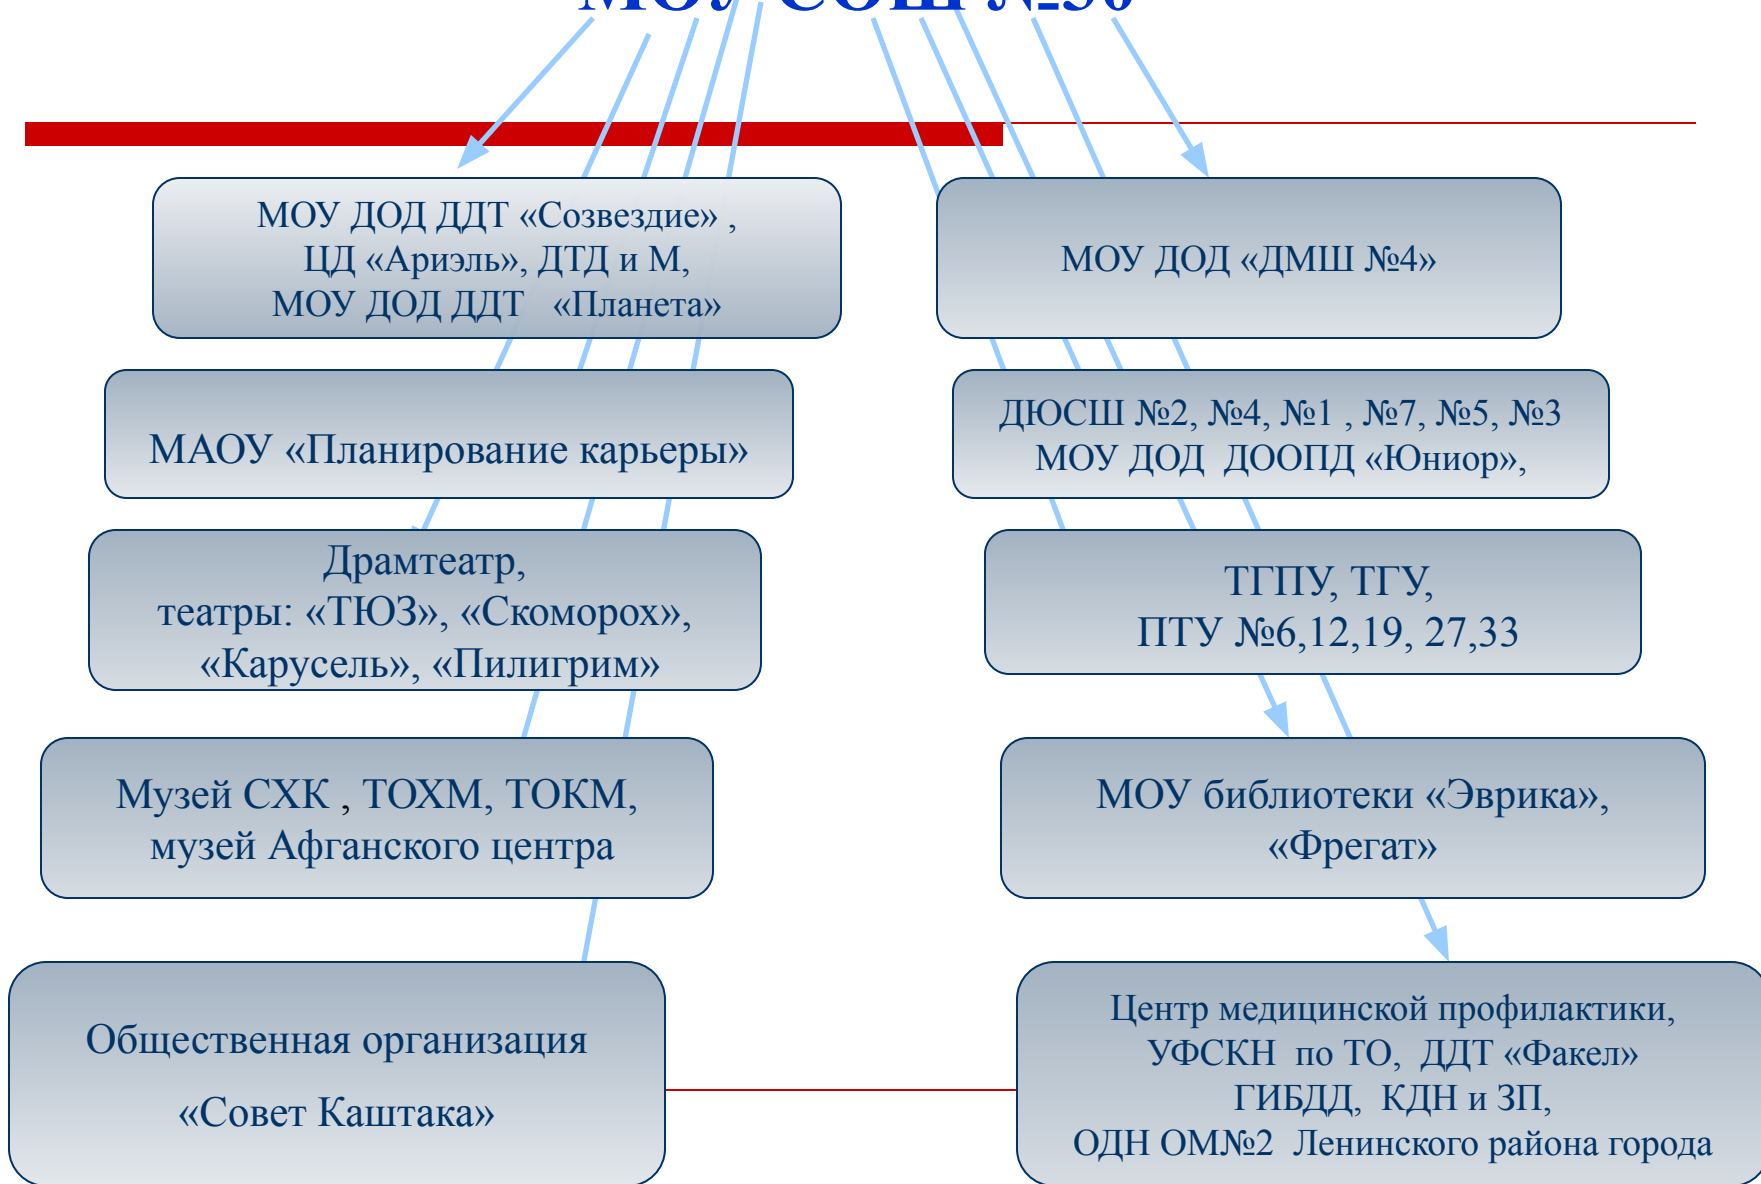 МОУ СОШ
МОУ ДОД ДДТ «Созвездие» ,
ЦД «Ариэль», ДТД и М,
МОУ ДОД ДДТ «Планета»
МОУ ДОД «ДМШ №4»
МАОУ «Планирование карьеры»
ДЮСШ №2, №4, №1 , №7, №5, №3
МОУ ДОД ДООПД «Юниор»,
Драмтеатр,
театры: «ТЮЗ», «Скоморох»,
«Карусель», «Пилигрим»
ТГПУ, ТГУ,
ПТУ №6,12,19, 27,33
Музей СХК , ТОХМ, ТОКМ,
музей Афганского центра
МОУ библиотеки «Эврика»,
«Фрегат»
Общественная организация
«Совет Каштака»
Центр медицинской профилактики,
УФСКН по ТО, ДДТ «Факел»
ГИБДД, КДН и ЗП,
ОДН ОМ№2 Ленинского района города